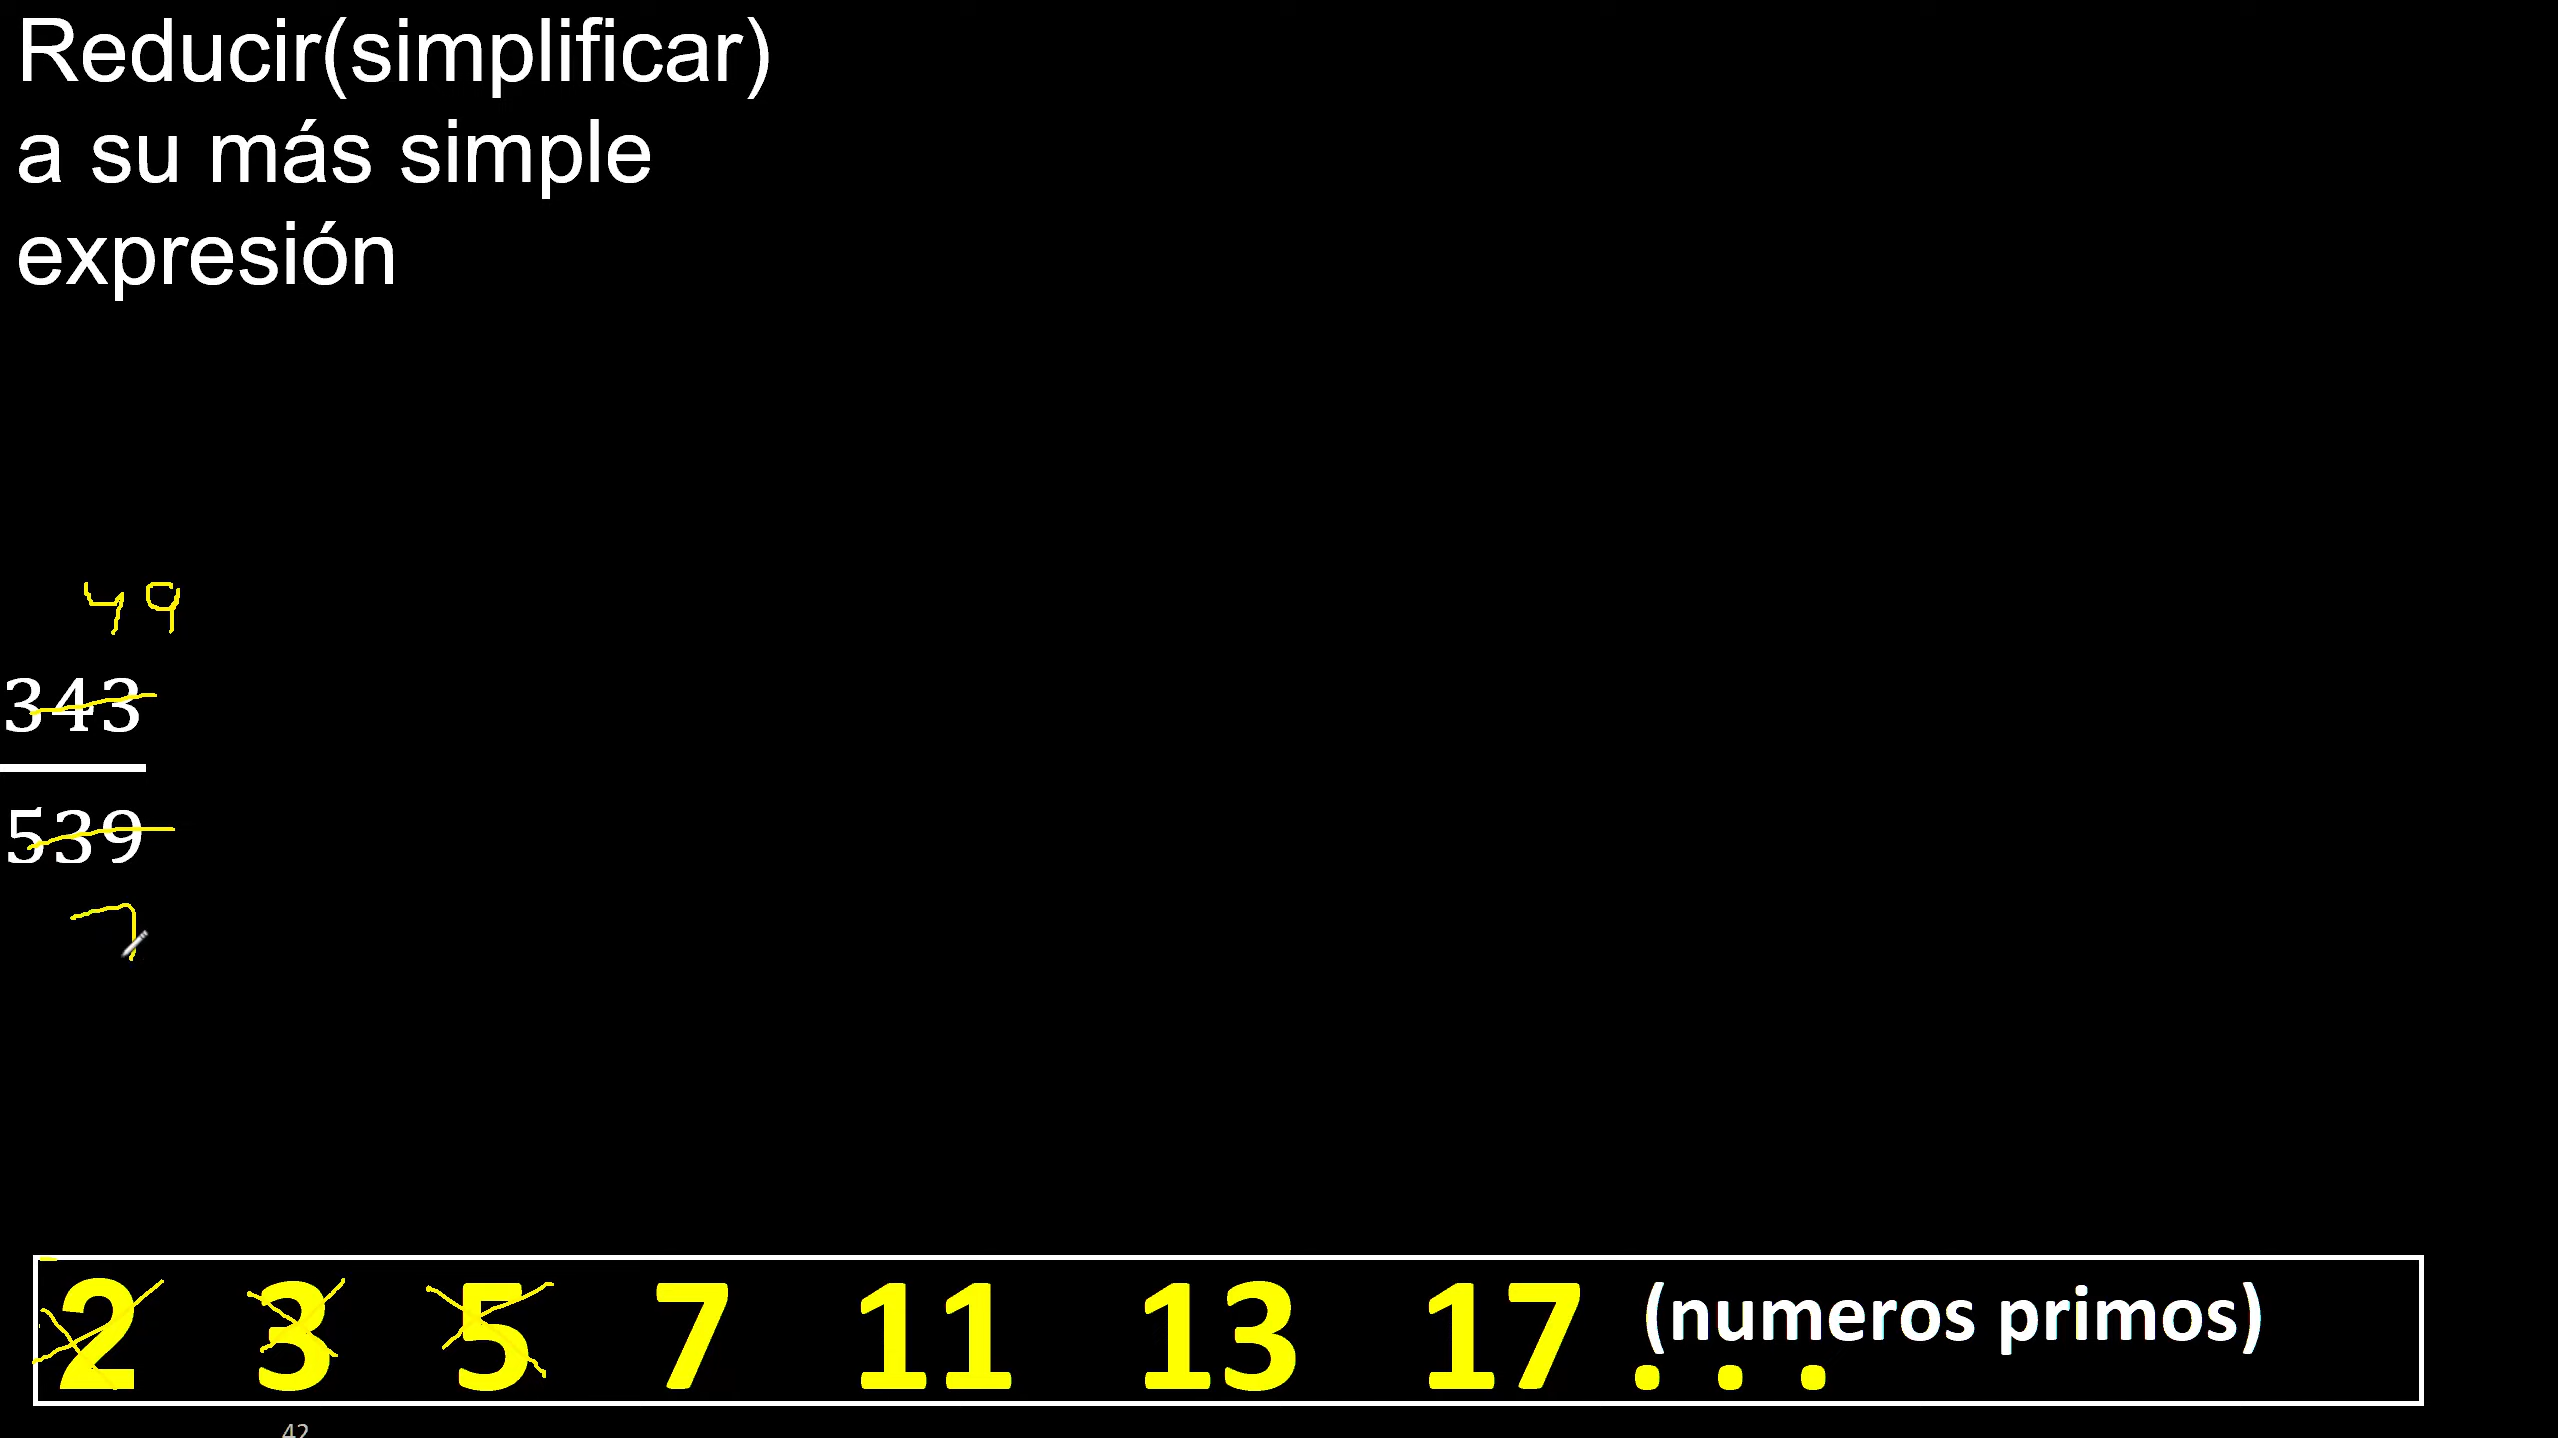 Reducir(simplificar)
a su más simple
expresión
49
343
539
7
2 3 5 7 11 13 17 . . . (numeros primos)
42